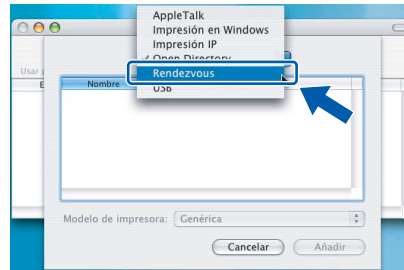 AppleTalk
Impresión en Windows
Impresión IP
✓ Open Directory
Rendezvous
USB
Usar
Nombre
Modelo de impresora: Genérica
Cancelar Añadir